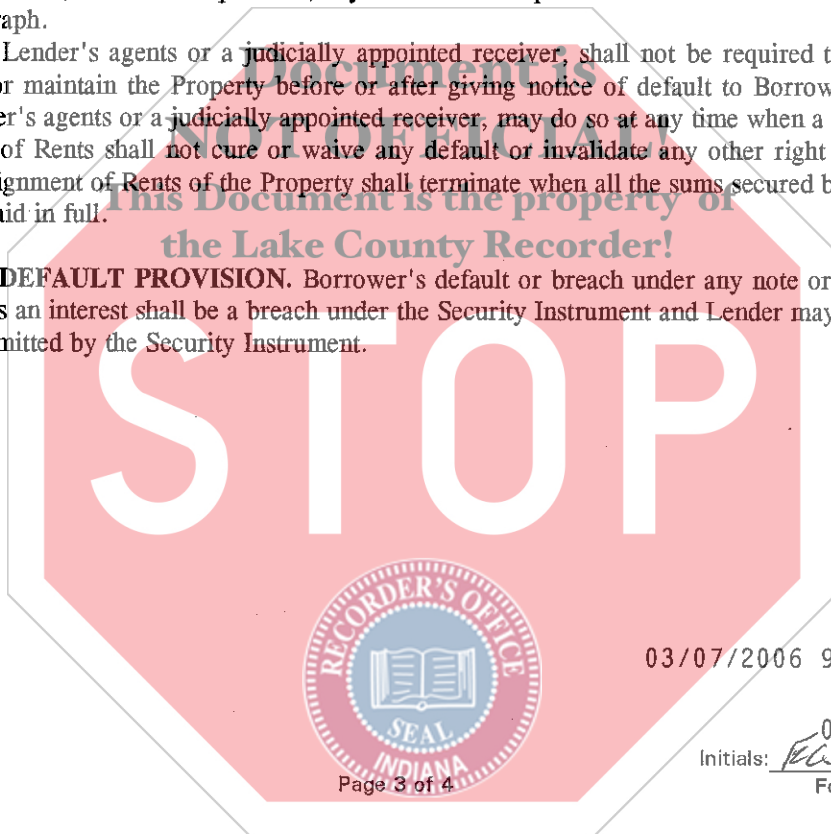 aph.
Lender's agents or a judicially appointed receiver, shall not be required t
or maintain the Property before or after giving notice of default to Borrow
er's agents or a judicially appointed receiver, may do so at any time when a
of Rents shall not cure or waive any default or invalidate any other right
ignment of Rents of the Property shall terminate when all the sums secured b
aid in full.
Document is
NOT OFFICIAL!
This Document is the property of
the Lake County Recorder!
DEFAULT PROVISION. Borrower's default or breach under any note or
s an interest shall be a breach under the Security Instrument and Lender may
mitted by the Security Instrument.
STOP
RECORDER'S OFFICE
SEAL
INDIANA
03/07/2006 9
0
Initials:
Page 3 of 4
Fo